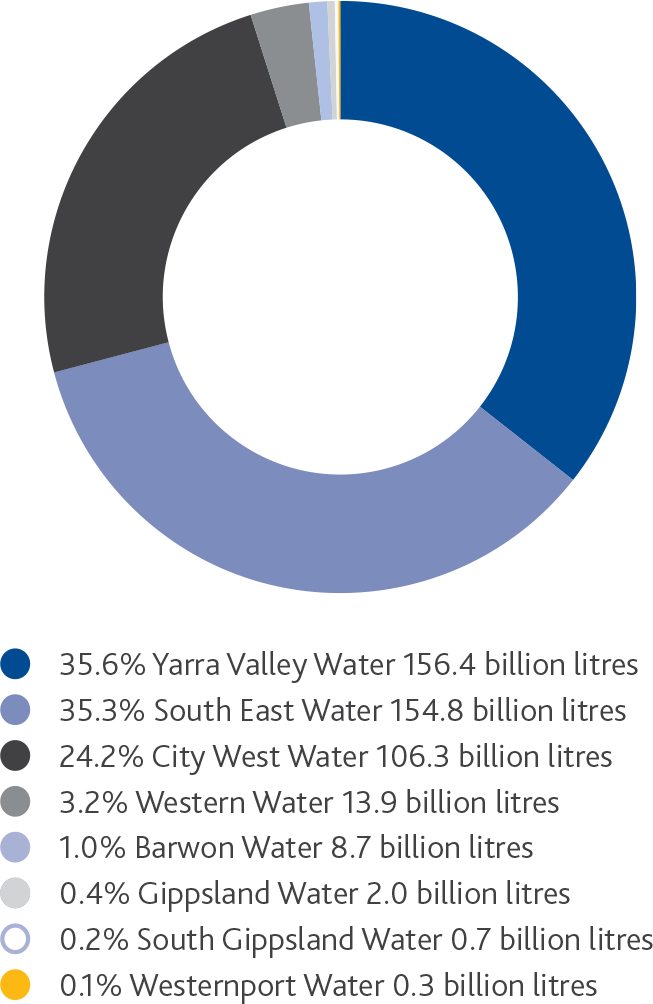 35.6% Yarra Valley Water 156.4 billion litres
35.3% South East Water 154.8 billion litres
24.2% City West Water 106.3 billion litres
3.2% Western Water 13.9 billion litres
1.0% Barwon Water 8.7 billion litres
0.4% Gippsland Water 2.0 billion litres
0.2% South Gippsland Water 0.7 billion litres
0.1% Westernport Water 0.3 billion litres